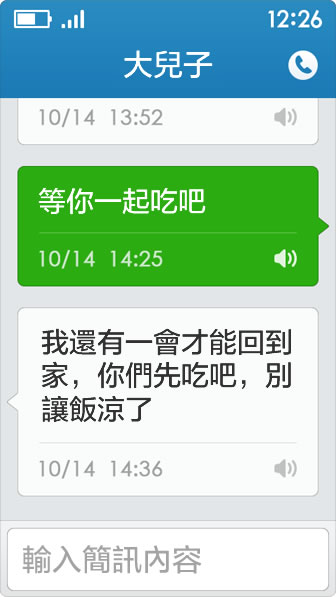 12:26
大兒子
10/14 13:52
等你一起吃吧
10/14 14:25
我還有一會才能回到
家，你們先吃吧，別
讓飯涼了
10/14 14:36
輸入簡訊內容